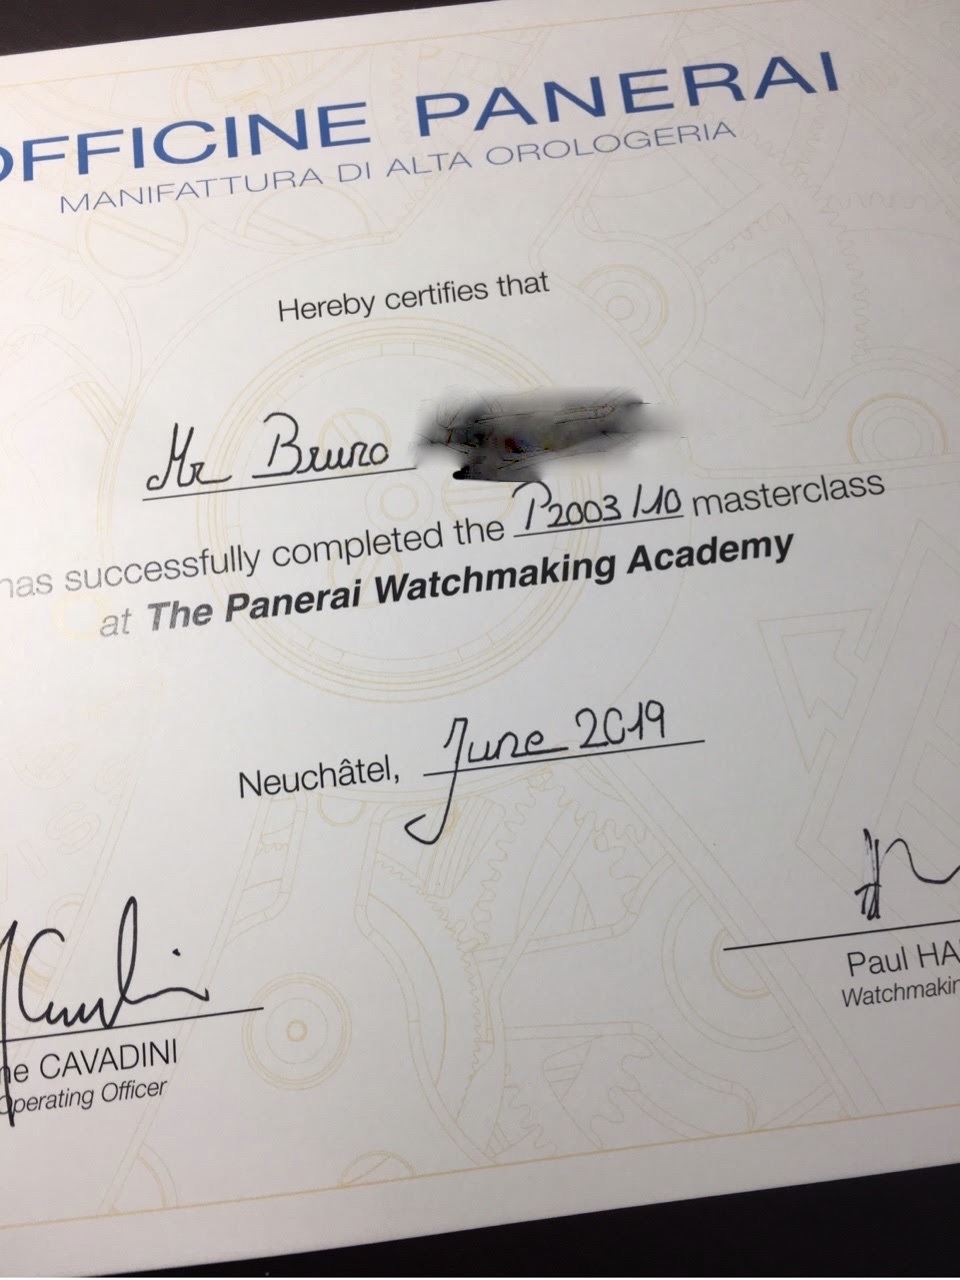 OFFICINE PANERAI
MANIFATTURA DI ALTA OROLOGERIA
Hereby certifies that
Mr Bruno
has successfully completed the P2003/10 masterclass
at The Panerai Watchmaking Academy
Neuchâtel, June 2019
ne CAVADINI
Operating Officer
Paul HA
Watchmakin